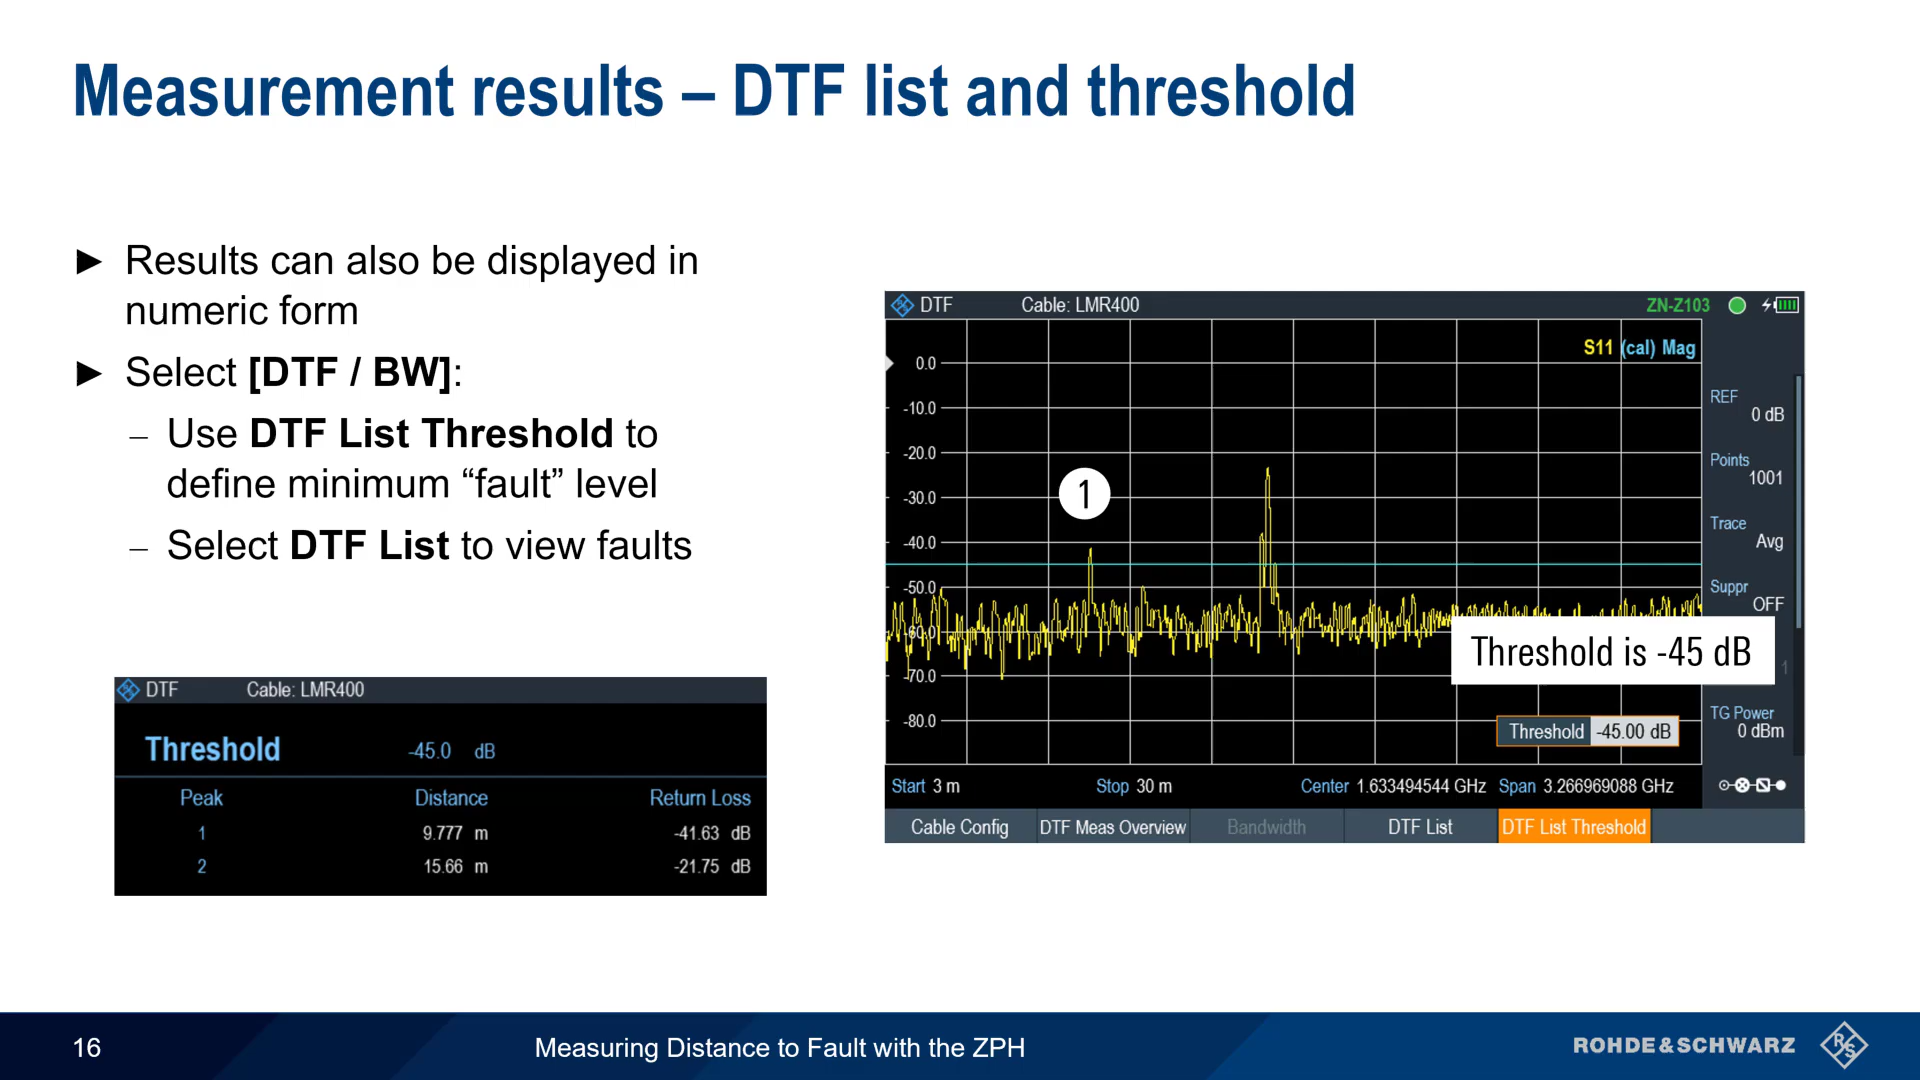 Measurement results – DTF list and threshold
► Results can also be displayed in
numeric form
► Select [DTF / BW]:
– Use DTF List Threshold to
define minimum “fault” level
– Select DTF List to view faults
DTF Cable: LMR400
Threshold -45.0 dB
Peak Distance Return Loss
1 9.777 m -41.63 dB
2 15.66 m -21.75 dB
DTF Cable: LMR400 ZN-Z103
S11 (cal) Mag
0.0
-10.0
-20.0
-30.0
-40.0
-50.0
-60.0
-70.0
-80.0
1
REF
0 dB
Points
1001
Trace
Avg
Suppr
OFF
Threshold is -45 dB
1
TG Power
0 dBm
Threshold -45.00 dB
Start 3 m Stop 30 m Center 1.633494544 GHz Span 3.266969088 GHz
Cable Config DTF Meas Overview Bandwidth DTF List DTF List Threshold
16 Measuring Distance to Fault with the ZPH ROHDE&SCHWARZ
R
S